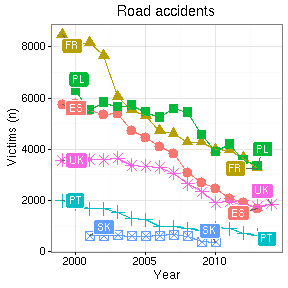 Road accidents
Victims (n)
8000
6000
4000
2000
0
FR
PL
ES
UK
PT
SK
PL
FR
UK
SK
ES
PT
2000
2005
2010
Year